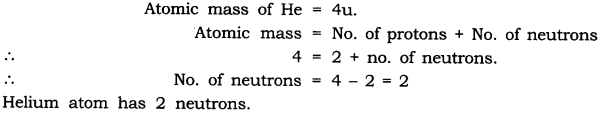 Atomic mass of He = 4u.
Atomic mass = No. of protons + No. of neutrons
∴ 4 = 2 + no. of neutrons.
∴ No. of neutrons = 4 – 2 = 2
Helium atom has 2 neutrons.